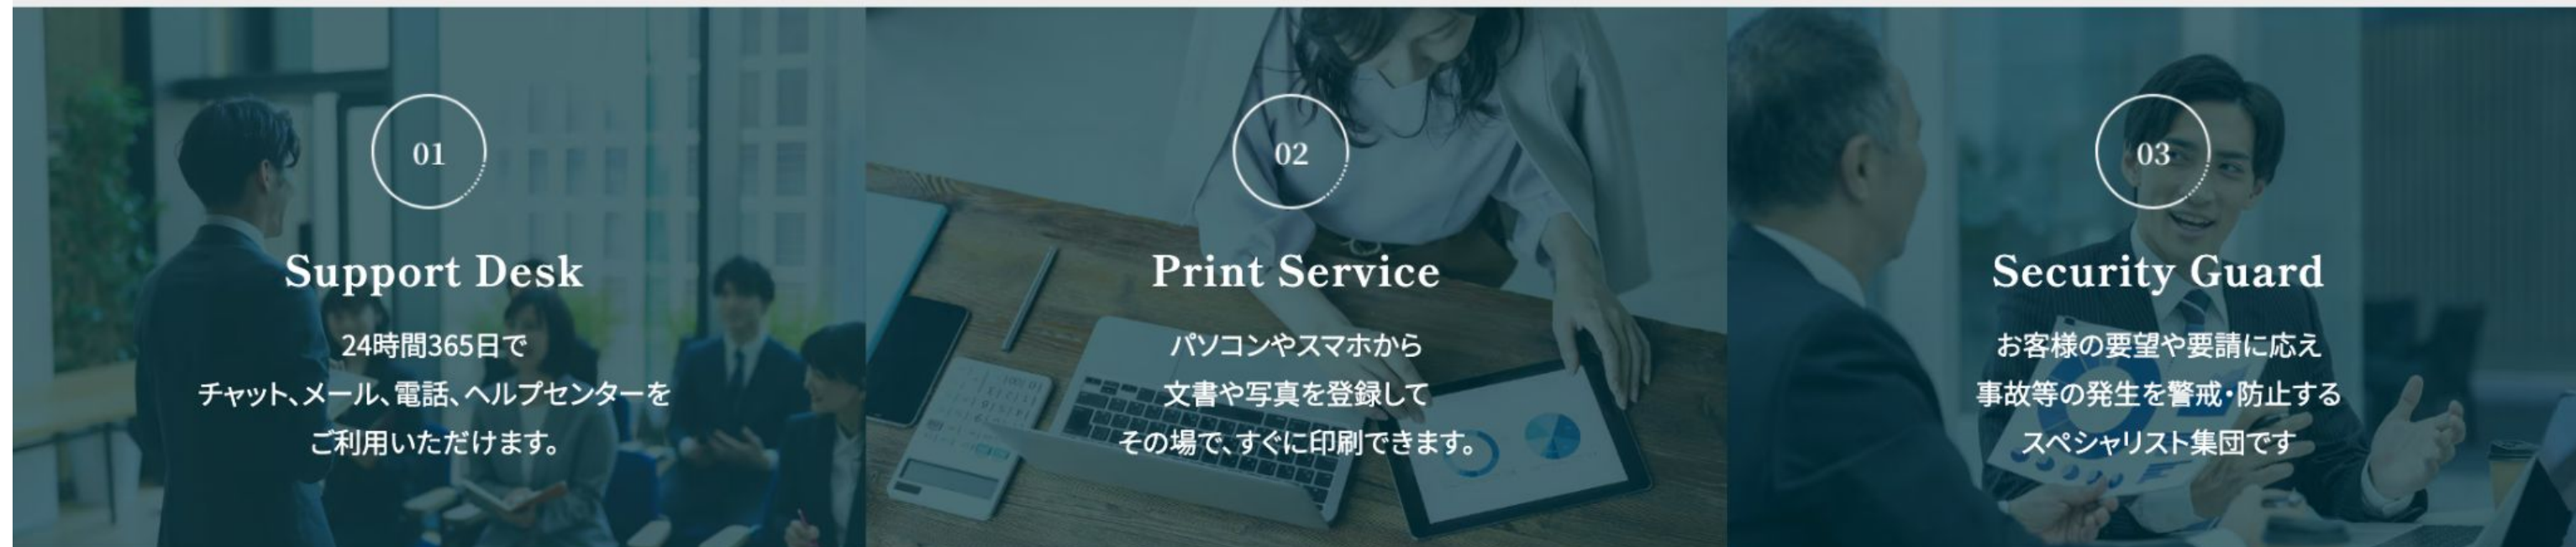 01
Support Desk
24時間365日で
チャット、メール、電話、ヘルプセンターを
ご利用いただけます。
02
Print Service
パソコンやスマホから
文書や写真を登録して
その場で、すぐに印刷できます。
03
Security Guard
お客様の要望や要請に応え
事故等の発生を警戒・防止する
スペシャリスト集団です